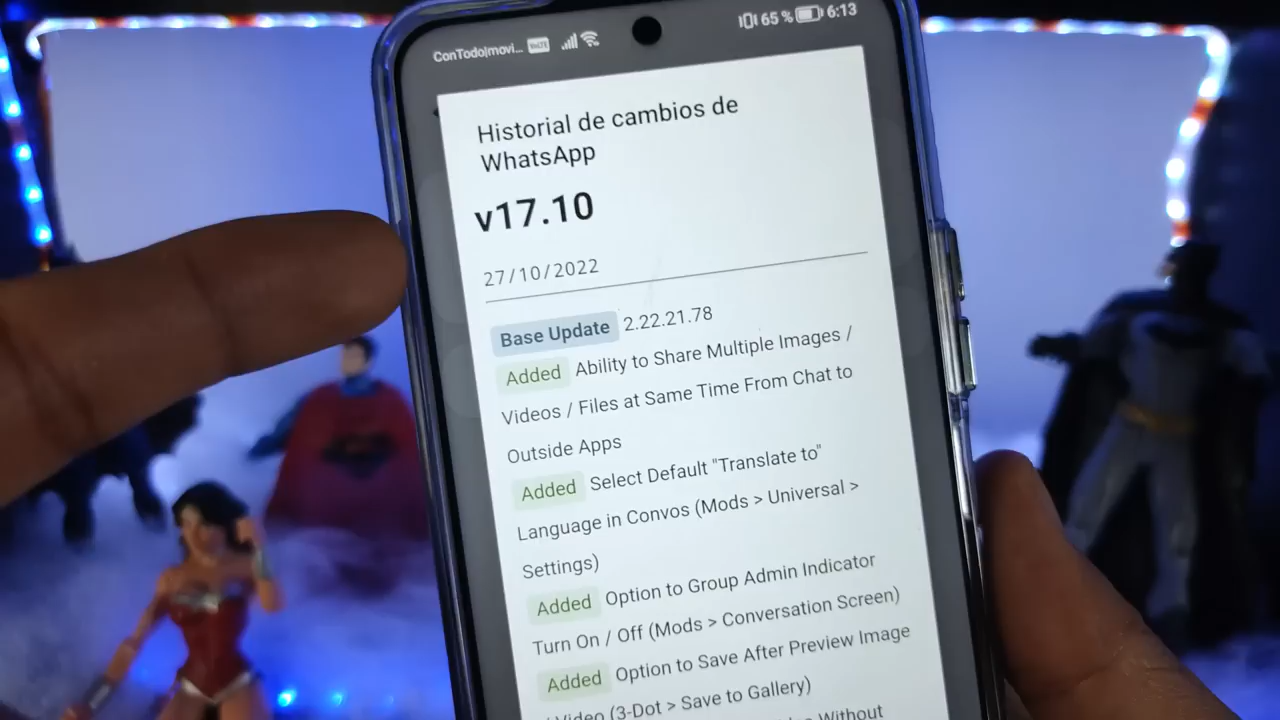 ConTodo|movi... VoLTE 65 % 6:13
Historial de cambios de
WhatsApp
v17.10
27/10/2022
Base Update 2.22.21.78
Added Ability to Share Multiple Images /
Videos / Files at Same Time From Chat to
Outside Apps
Added Select Default "Translate to"
Language in Convos (Mods > Universal >
Settings)
Added Option to Group Admin Indicator
Turn On / Off (Mods > Conversation Screen)
Added Option to Save After Preview Image
/ Video (3-Dot > Save to Gallery)
Without